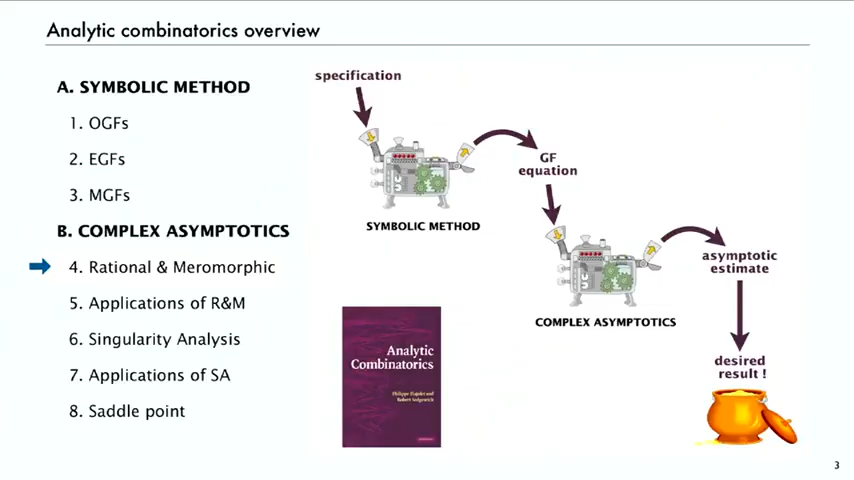 Analytic combinatorics overview
A. SYMBOLIC METHOD
1. OGFs
2. EGFs
3. MGFs
B. COMPLEX ASYMPTOTICS
4. Rational & Meromorphic
5. Applications of R&M
6. Singularity Analysis
7. Applications of SA
8. Saddle point
specification
SYMBOLIC METHOD
GF
equation
COMPLEX ASYMPTOTICS
asymptotic
estimate
desired
result !
Analytic
Combinatorics
Philippe Flajolet and
Robert Sedgewick
3